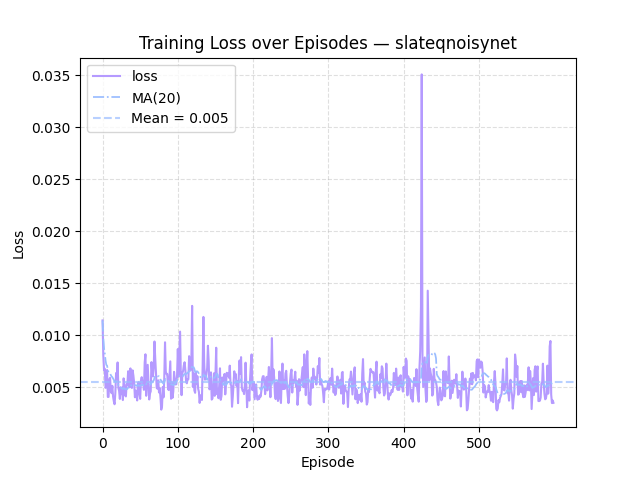 Training Loss over Episodes — slateqnoisynet
loss
MA(20)
Mean = 0.005
0.035
0.030
0.025
0.020
0.015
0.010
0.005
Loss
0 100 200 300 400 500
Episode